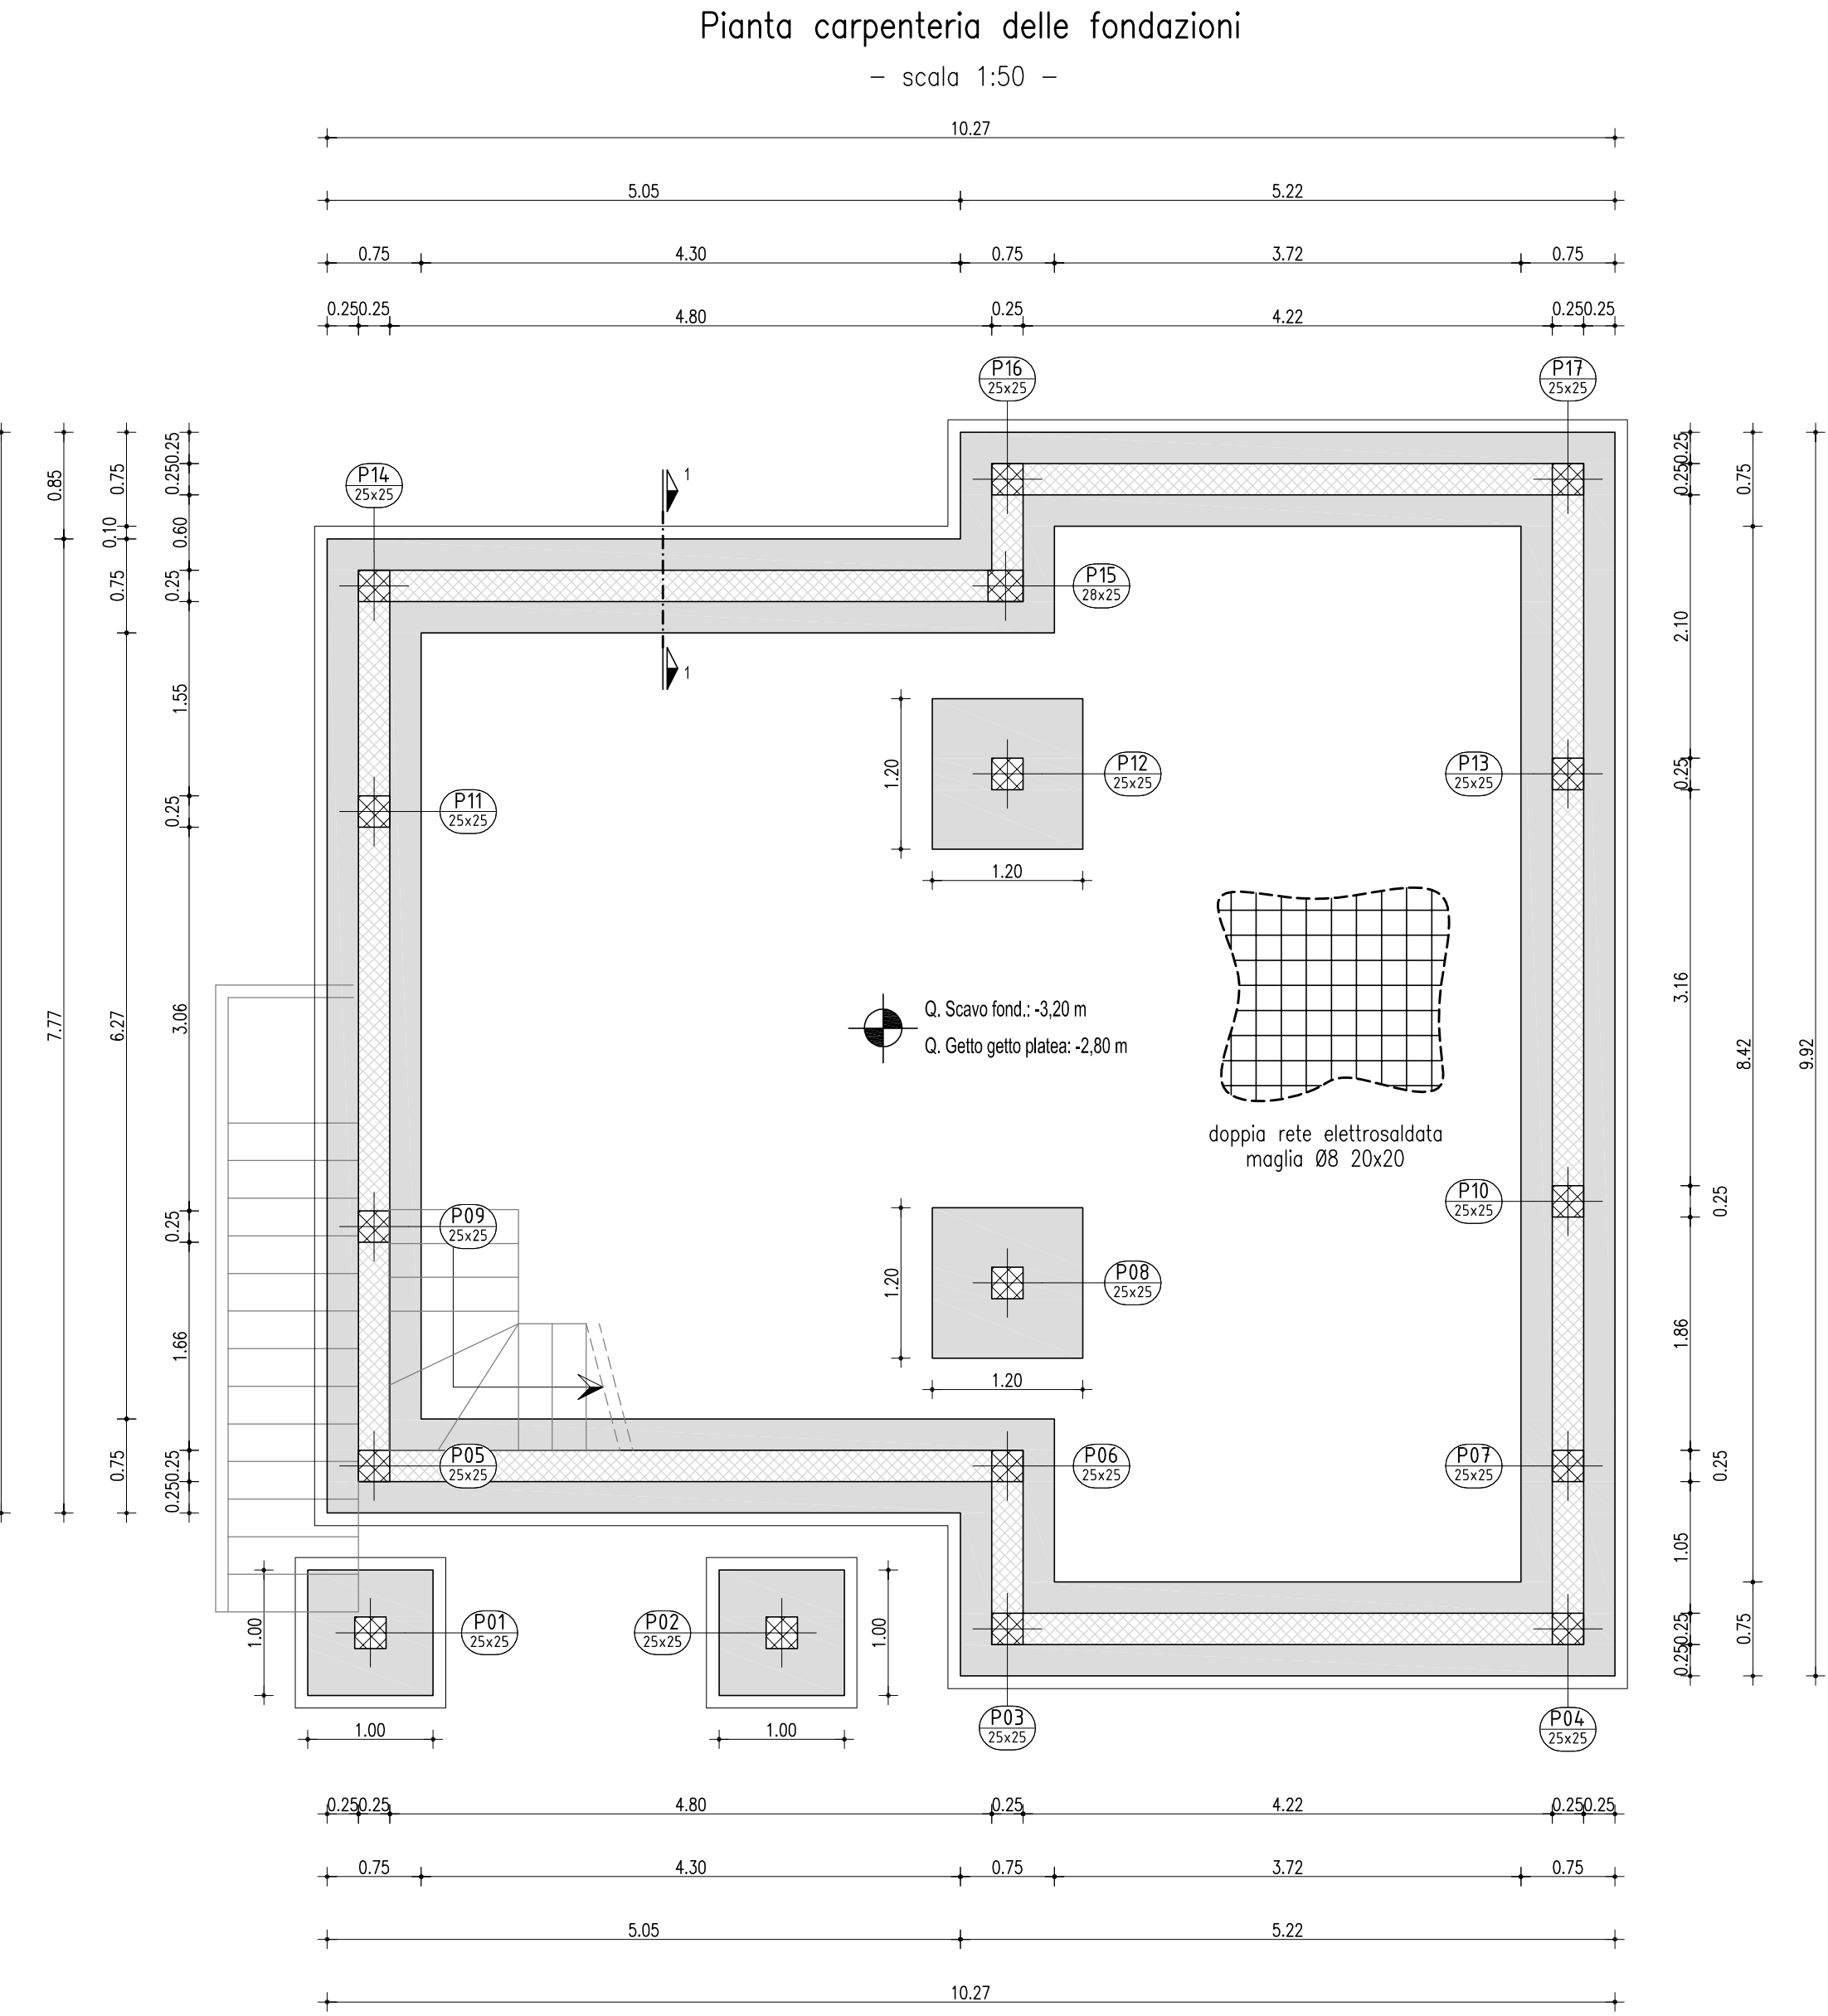 Pianta carpenteria delle fondazioni
- scala 1:50 -
10.27
5.05 5.22
0.75 4.30 0.75 3.72 0.75
0.25 0.25 4.80 0.25 4.22 0.25 0.25
P16
25x25
P17
25x25
P14
25x25
1
P15
28x25
1
P12
25x25
P13
25x25
P11
25x25
1.20
1.20
Q. Scavo fond.: -3,20 m
Q. Getto getto platea: -2,80 m
doppia rete elettrosaldata
maglia Ø8 20x20
P10
25x25
P09
25x25
P08
25x25
1.20
1.20
P05
25x25
P06
25x25
P07
25x25
P01
25x25
P02
25x25
1.00
1.00
1.00
1.00
P03
25x25
P04
25x25
0.85
7.77
0.75
0.10
0.75
6.27
0.75
0.25
0.25
0.60
0.25
1.55
0.25
3.06
0.25
1.66
0.25
0.25
0.25
0.25
2.10
0.25
3.16
0.25
1.86
0.25
1.05
0.25
0.25
0.75
8.42
0.75
9.92
0.25 0.25 4.80 0.25 4.22 0.25 0.25
0.75 4.30 0.75 3.72 0.75
5.05 5.22
10.27